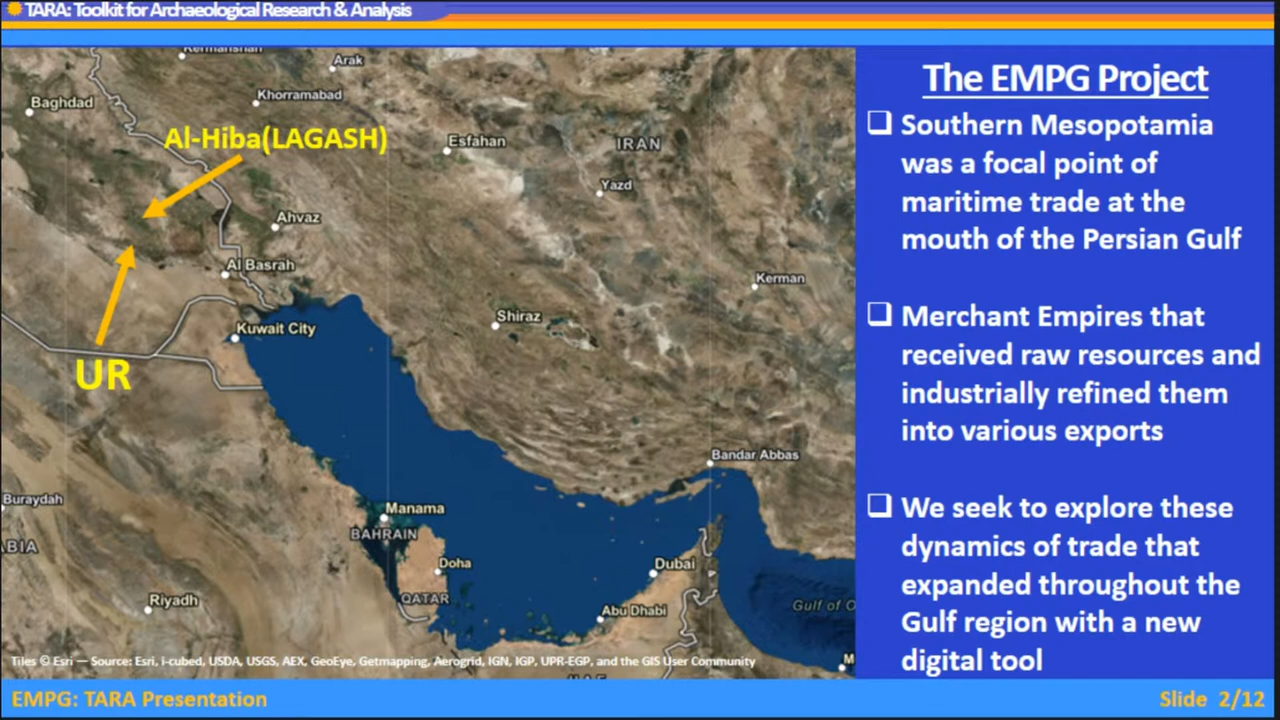 TARA: Toolkit for Archaeological Research & Analysis
Kermanshah
Arak
Khorramabad
Baghdad
Al-Hiba(LAGASH)
Esfahan
IRAN
Yazd
Ahvaz
Al Basrah
Kerman
Shiraz
Kuwait City
UR
Bandar Abbas
Buraydah
Manama
BAHRAIN
ABIA
Doha
Dubai
QATAR
Riyadh
Abu Dhabi
Gulf of O
M
Tiles © Esri — Source: Esri, i-cubed, USDA, USGS, AEX, GeoEye, Getmapping, Aerogrid, IGN, IGP, UPR-EGP, and the GIS User Community
The EMPG Project
❑ Southern Mesopotamia
was a focal point of
maritime trade at the
mouth of the Persian Gulf
❑ Merchant Empires that
received raw resources and
industrially refined them
into various exports
❑ We seek to explore these
dynamics of trade that
expanded throughout the
Gulf region with a new
digital tool
EMPG: TARA Presentation
Slide 2/12